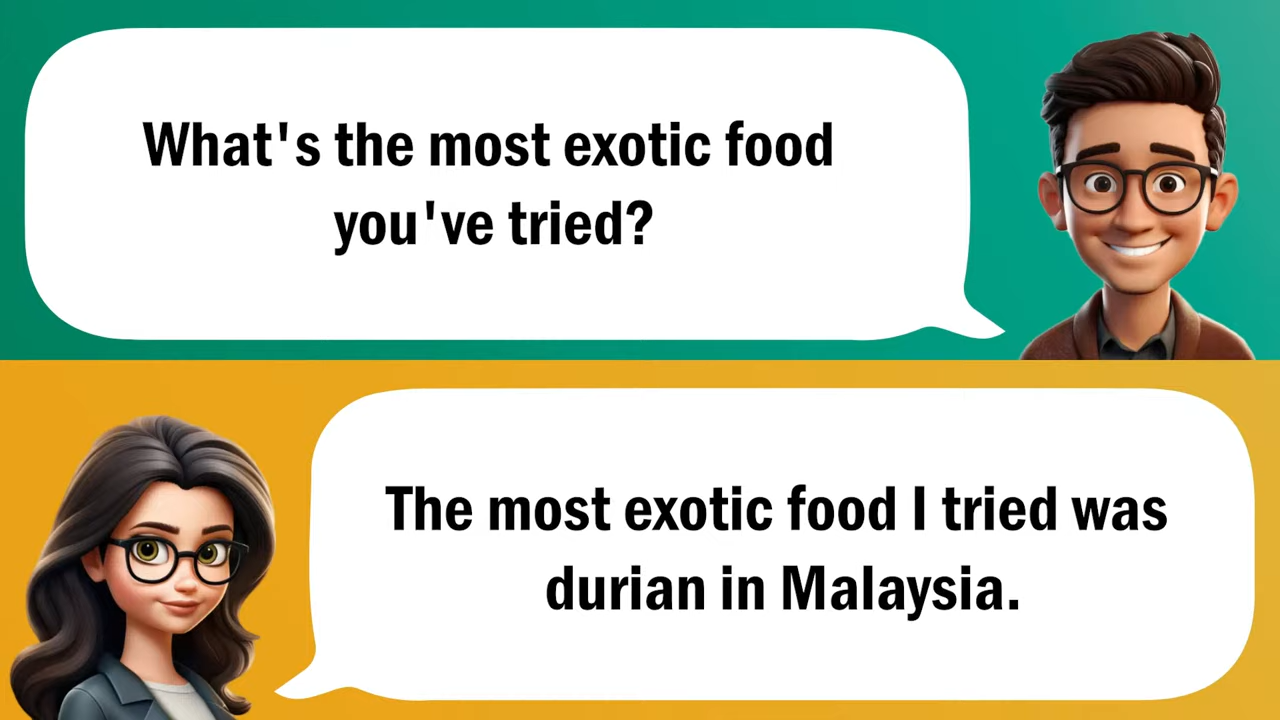 What's the most exotic food
you've tried?
The most exotic food I tried was
durian in Malaysia.